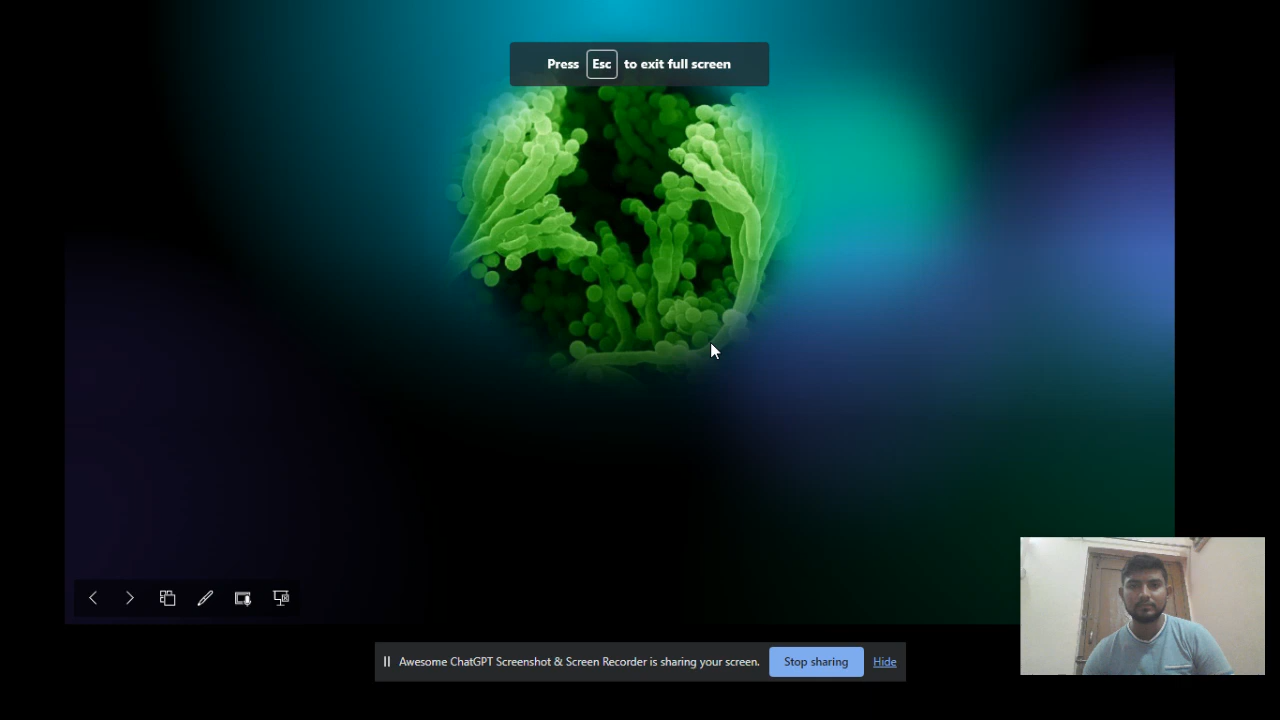 Press Esc to exit full screen
Awesome ChatGPT Screenshot & Screen Recorder is sharing your screen. Stop sharing Hide